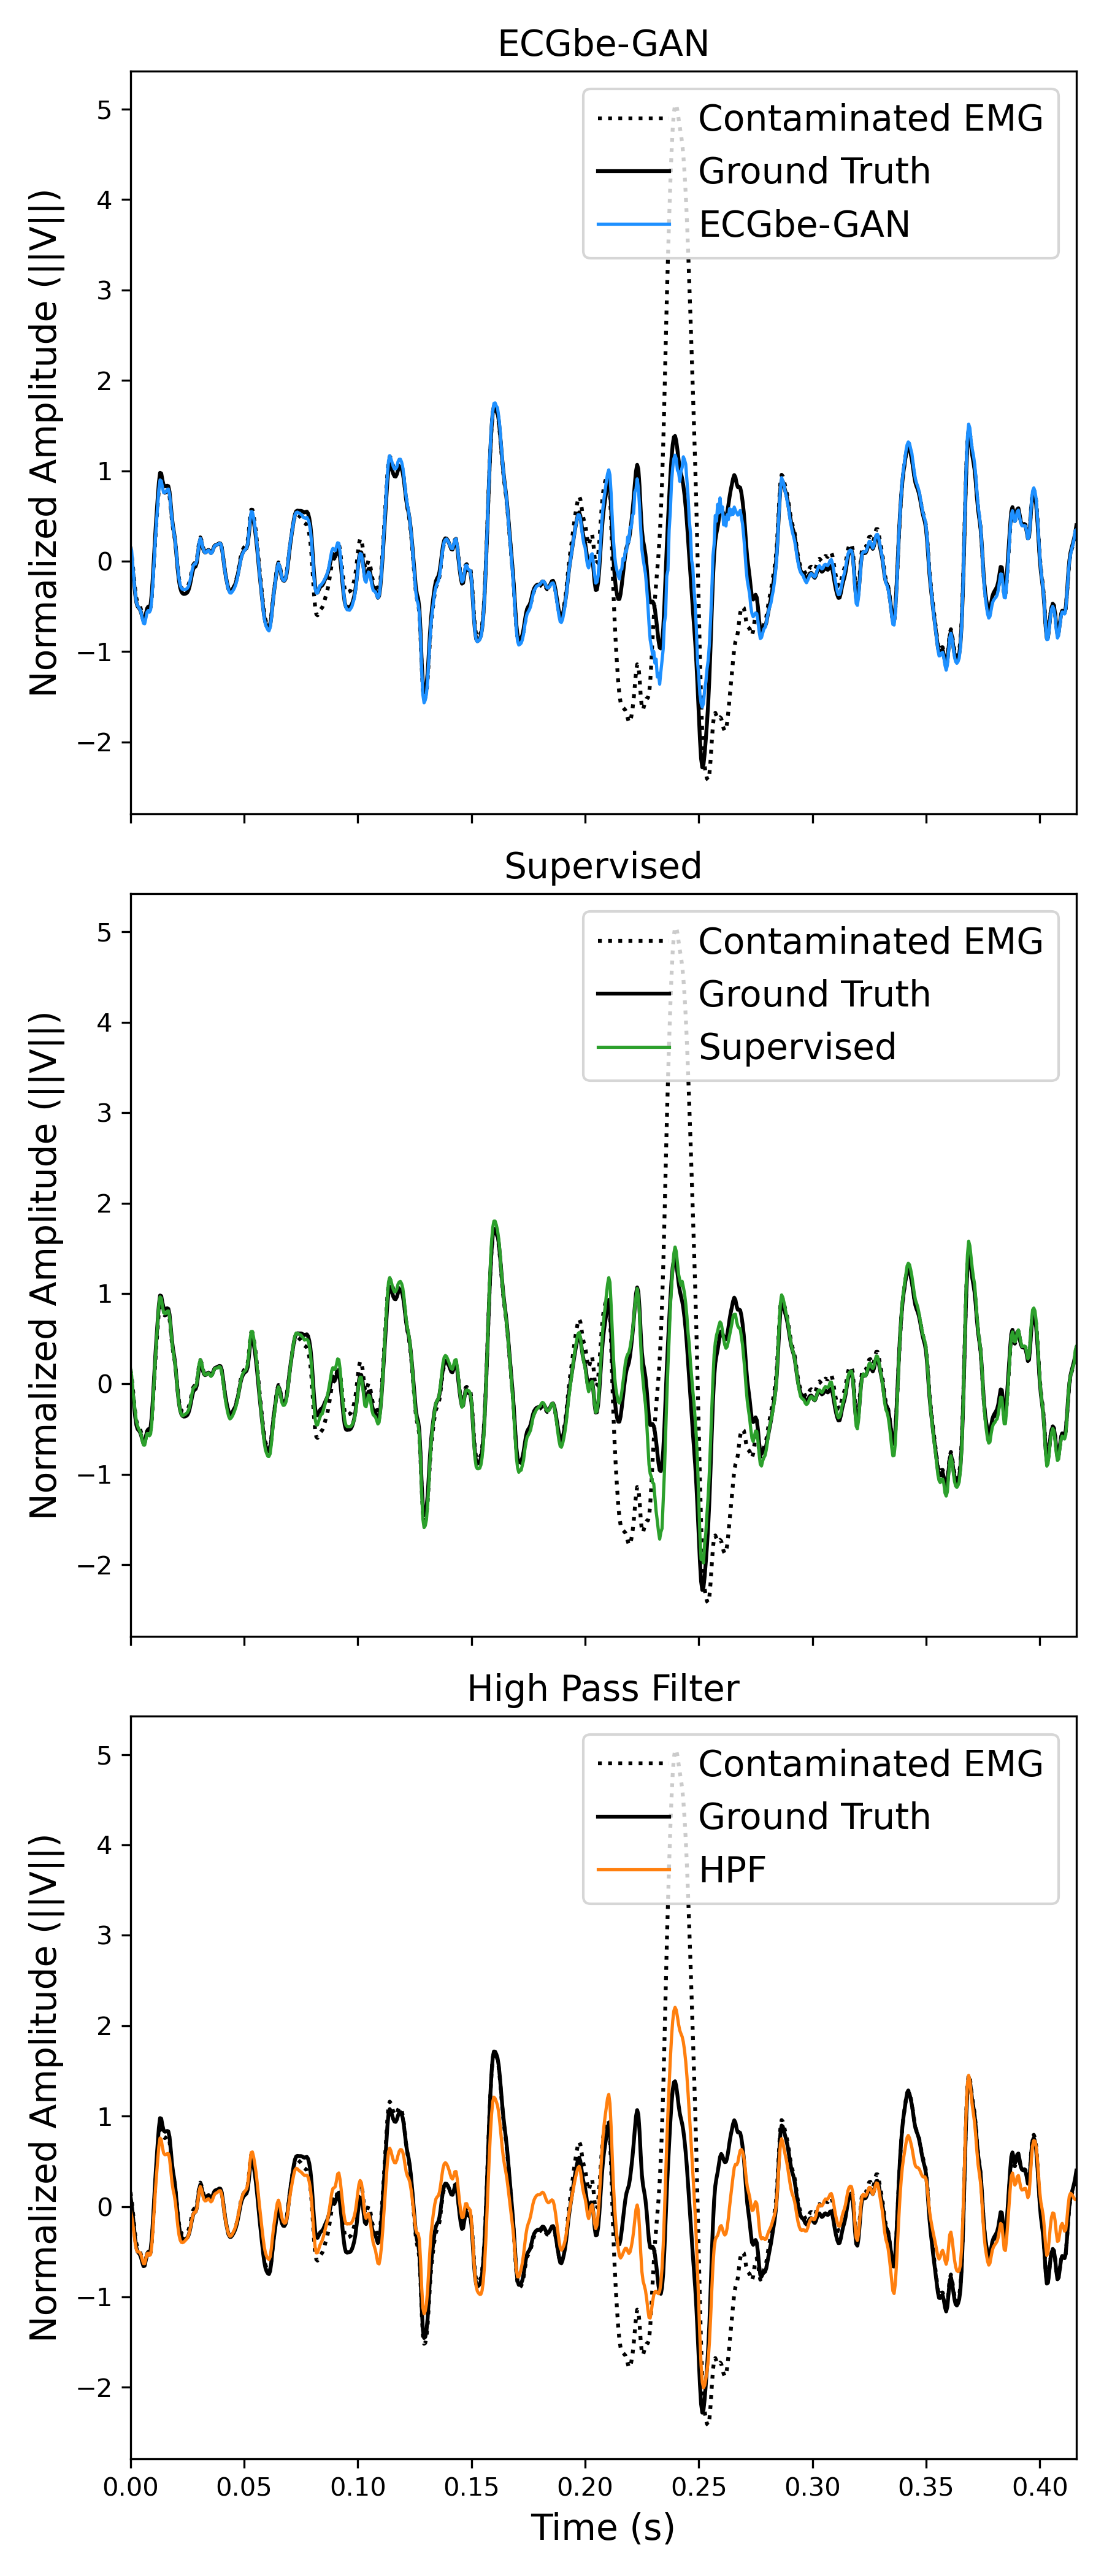 ECGbe-GAN
Normalized Amplitude (||V||)
5
4
3
2
1
0
−1
−2
Contaminated EMG
Ground Truth
ECGbe-GAN
Supervised
Normalized Amplitude (||V||)
5
4
3
2
1
0
−1
−2
Contaminated EMG
Ground Truth
Supervised
High Pass Filter
Normalized Amplitude (||V||)
5
4
3
2
1
0
−1
−2
Contaminated EMG
Ground Truth
HPF
0.00 0.05 0.10 0.15 0.20 0.25 0.30 0.35 0.40
Time (s)